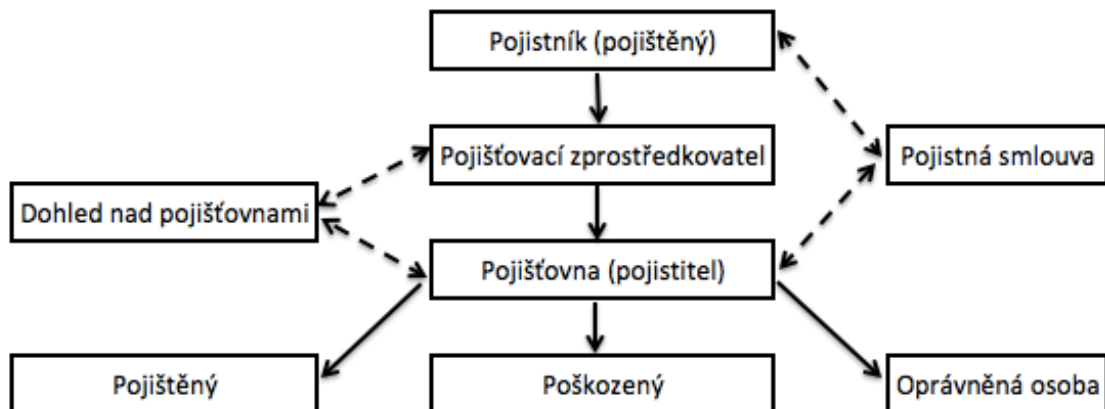 Pojistník (pojištěný)
Pojišťovací zprostředkovatel
Pojistná smlouva
Dohled nad pojišťovnami
Pojišťovna (pojistitel)
Pojištěný
Poškozený
Oprávněná osoba